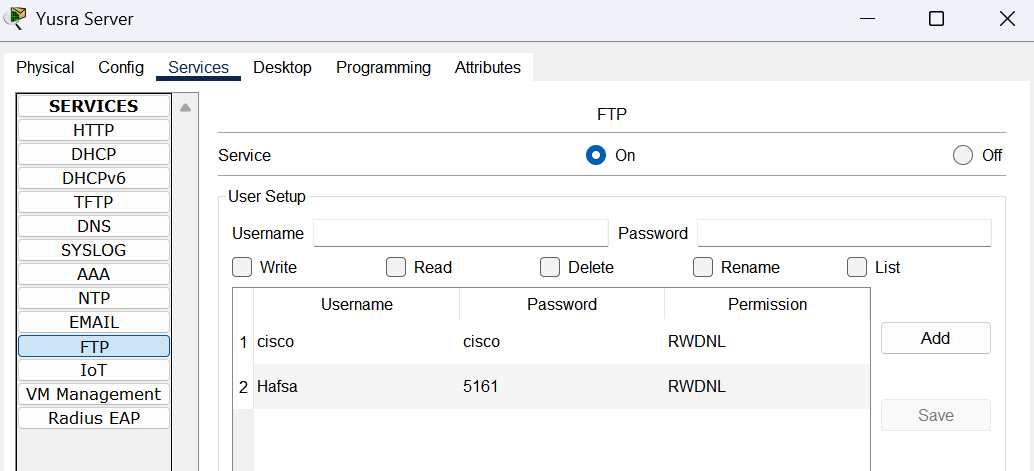 Yusra Server
Physical Config Services Desktop Programming Attributes
SERVICES
HTTP
DHCP
DHCPv6
TFTP
DNS
SYSLOG
AAA
NTP
EMAIL
FTP
IoT
VM Management
Radius EAP
FTP
Service On Off
User Setup
Username Password
Write Read Delete Rename List
Username Password Permission
1 cisco cisco RWDNL
2 Hafsa 5161 RWDNL
Add
Save